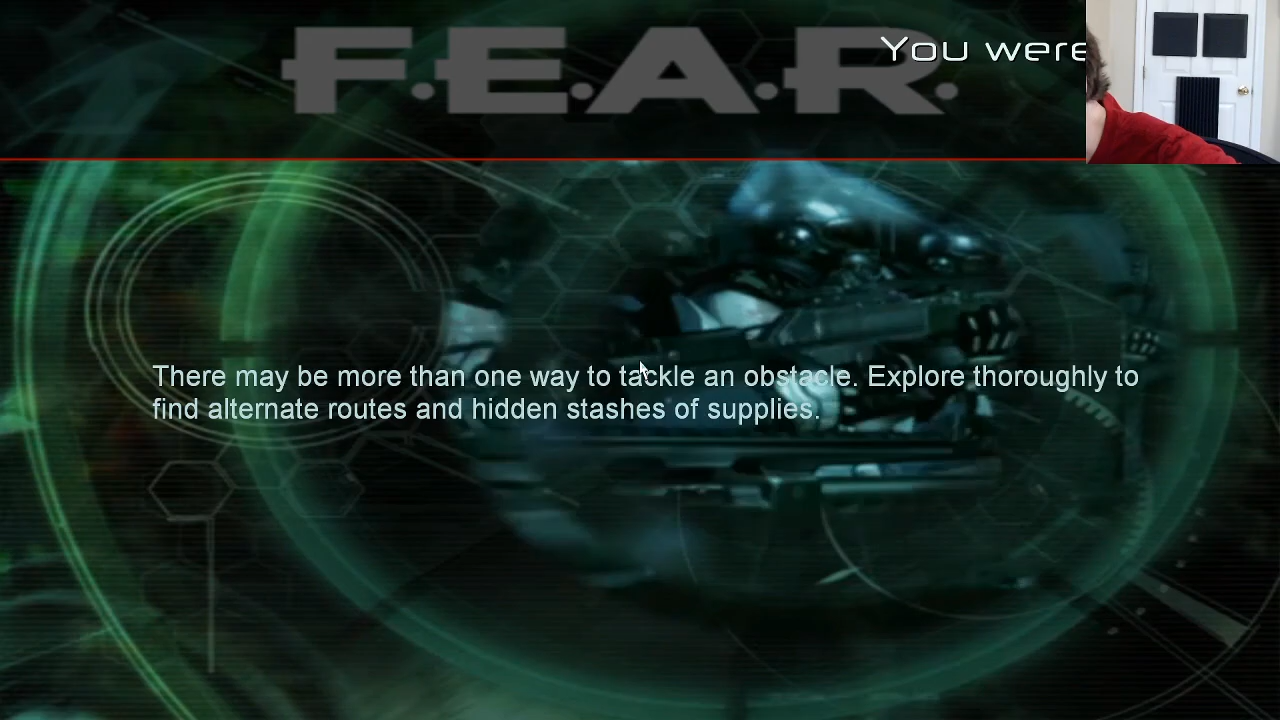 F.E.A.R.
You were
There may be more than one way to tackle an obstacle. Explore thoroughly to
find alternate routes and hidden stashes of supplies.